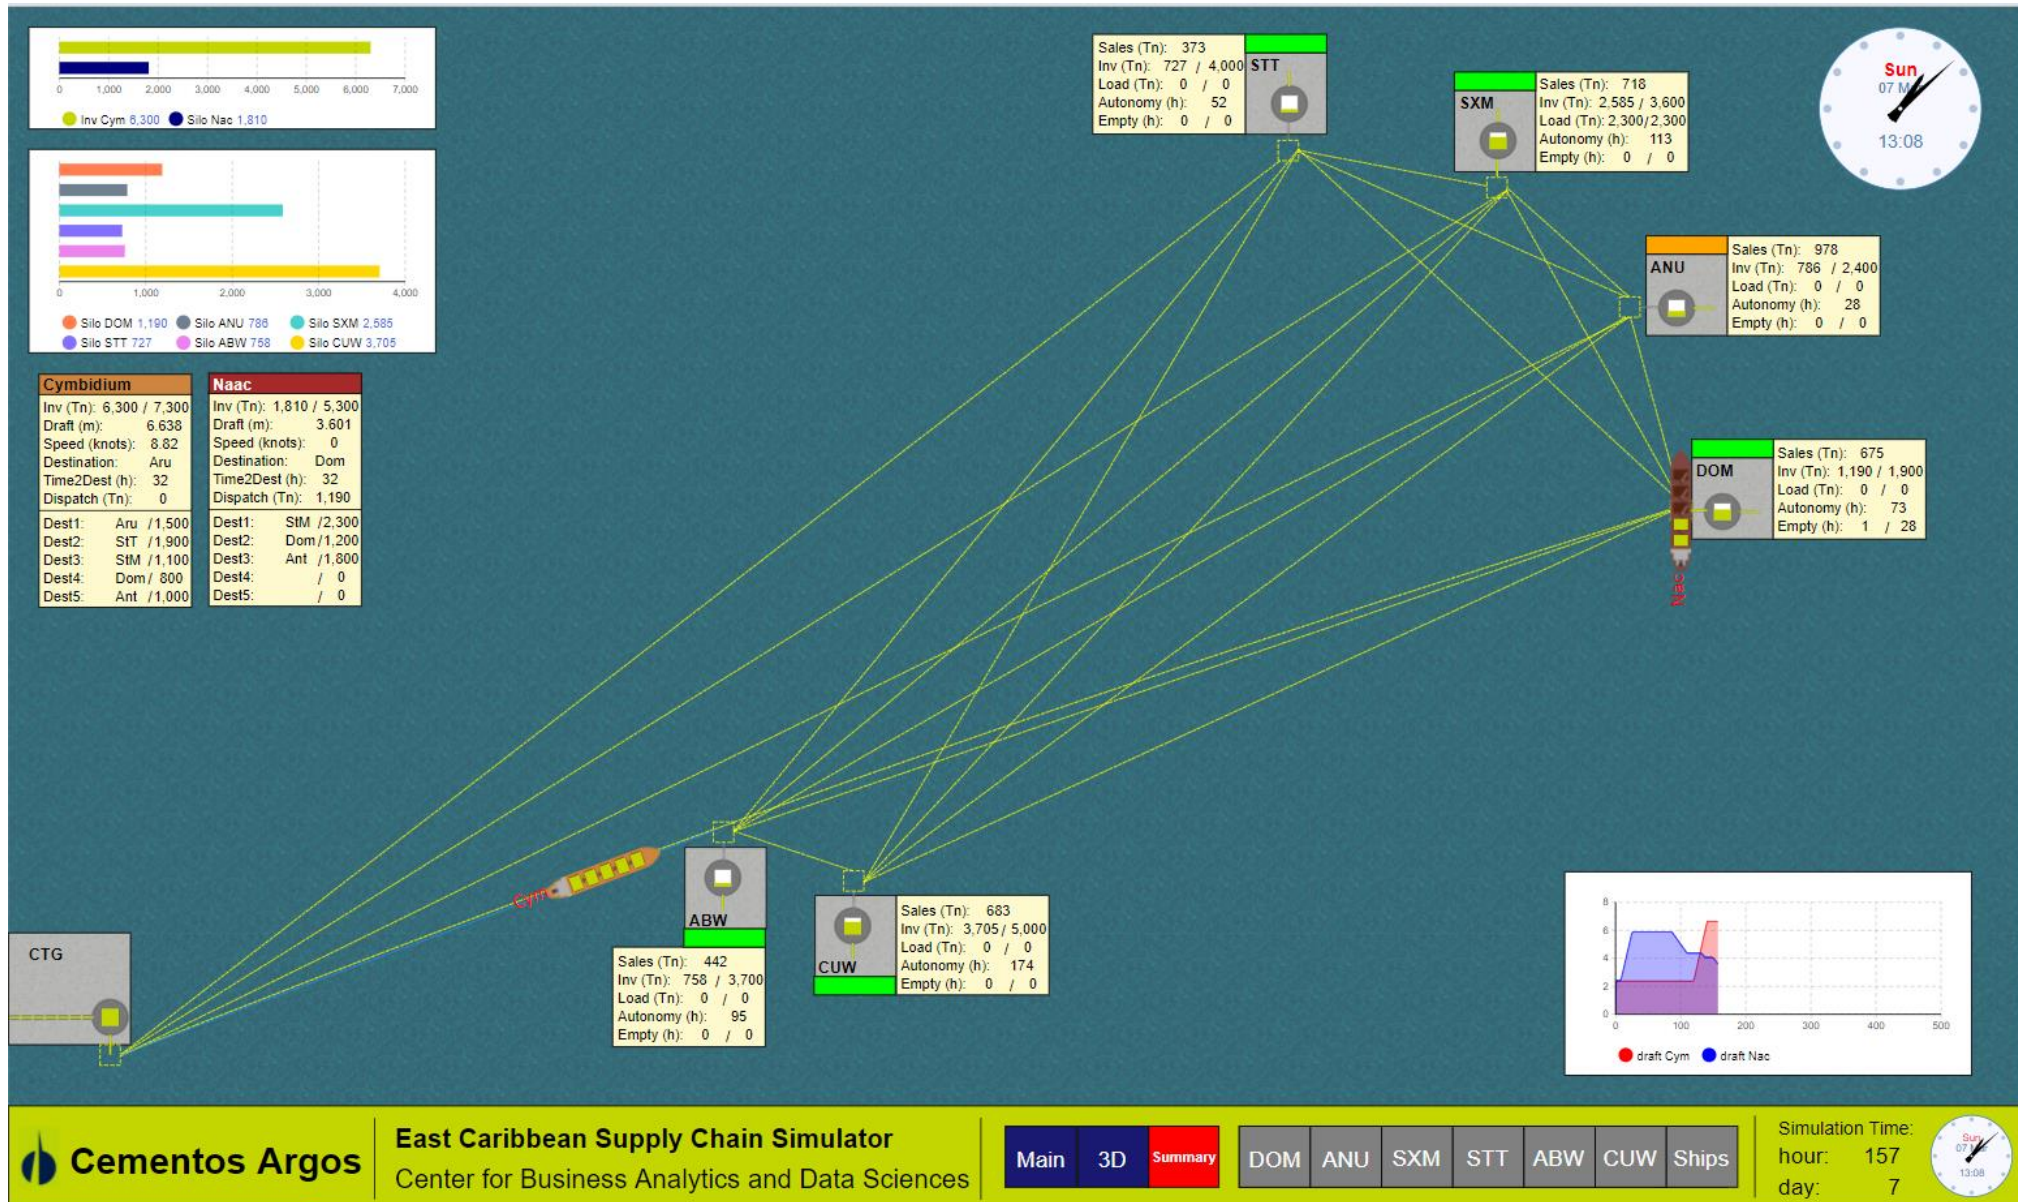 0 1,000 2,000 3,000 4,000 5,000 6,000 7,000
Inv Cym 6,300 Silo Nac 1,810
0 1,000 2,000 3,000 4,000
Silo DOM 1,190 Silo ANU 786 Silo SXM 2,585
Silo STT 727 Silo ABW 758 Silo CUW 3,705
Cymbidium
Inv (Tn): 6,300 / 7,300
Draft (m): 6.638
Speed (knots): 8.82
Destination: Aru
Time2Dest (h): 32
Dispatch (Tn): 0
Dest1: Aru /1,500
Dest2: StT /1,900
Dest3: StM /1,100
Dest4: Dom / 800
Dest5: Ant /1,000
Naac
Inv (Tn): 1,810 / 5,300
Draft (m): 3.601
Speed (knots): 0
Destination: Dom
Time2Dest (h): 32
Dispatch (Tn): 1,190
Dest1: StM /2,300
Dest2: Dom /1,200
Dest3: Ant /1,800
Dest4: / 0
Dest5: / 0
Sales (Tn): 373
Inv (Tn): 727 / 4,000
Load (Tn): 0 / 0
Autonomy (h): 52
Empty (h): 0 / 0
STT
SXM
Sales (Tn): 718
Inv (Tn): 2,585 / 3,600
Load (Tn): 2,300/2,300
Autonomy (h): 113
Empty (h): 0 / 0
Sun
07
13:08
ANU
Sales (Tn): 978
Inv (Tn): 786 / 2,400
Load (Tn): 0 / 0
Autonomy (h): 28
Empty (h): 0 / 0
DOM
Sales (Tn): 675
Inv (Tn): 1,190 / 1,900
Load (Tn): 0 / 0
Autonomy (h): 73
Empty (h): 1 / 28
Nac
Cym
ABW
Sales (Tn): 442
Inv (Tn): 758 / 3,700
Load (Tn): 0 / 0
Autonomy (h): 95
Empty (h): 0 / 0
CUW
Sales (Tn): 683
Inv (Tn): 3,705 / 5,000
Load (Tn): 0 / 0
Autonomy (h): 174
Empty (h): 0 / 0
CTG
8
6
4
2
0
0 100 200 300 400 500
draft Cym draft Nac
Cementos Argos
East Caribbean Supply Chain Simulator
Center for Business Analytics and Data Sciences
Main 3D Summary
DOM ANU SXM STT ABW CUW Ships
Simulation Time:
hour: 157
day: 7
Sun
07
13:08